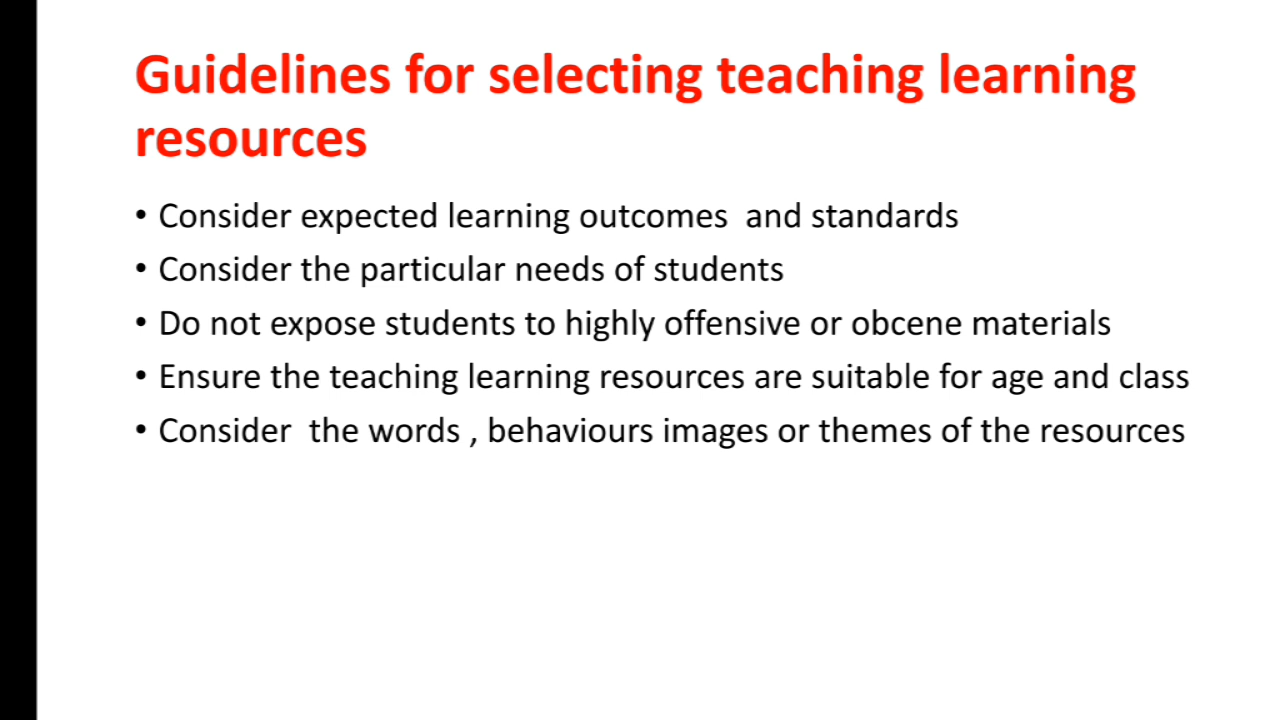 Guidelines for selecting teaching learning
resources
• Consider expected learning outcomes  and standards
• Consider the particular needs of students
• Do not expose students to highly offensive or obcene materials
• Ensure the teaching learning resources are suitable for age and class
• Consider  the words , behaviours images or themes of the resources